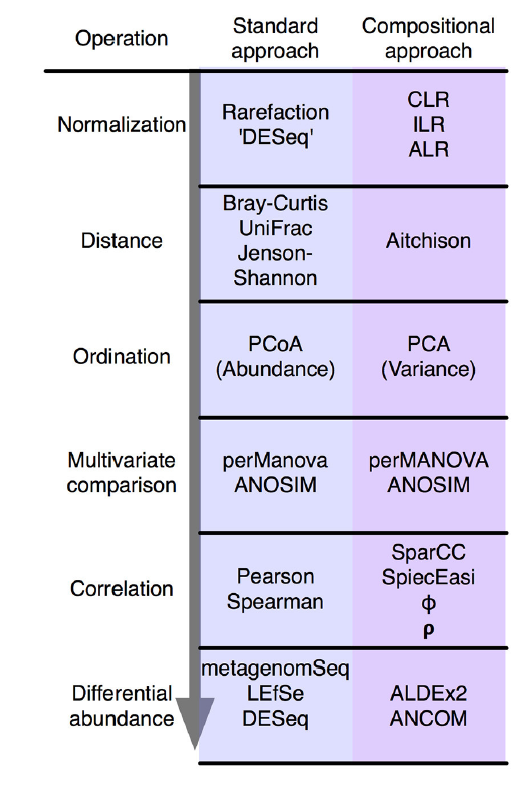 Operation
Standard
approach
Compositional
approach
Normalization
Rarefaction
'DESeq'
CLR
ILR
ALR
Distance
Bray-Curtis
UniFrac
Jenson-
Shannon
Aitchison
Ordination
PCoA
(Abundance)
PCA
(Variance)
Multivariate
comparison
perManova
ANOSIM
perMANOVA
ANOSIM
Correlation
Pearson
Spearman
SparCC
SpiecEasi
ϕ
ρ
Differential
abundance
metagenomSeq
LEfSe
DESeq
ALDEx2
ANCOM